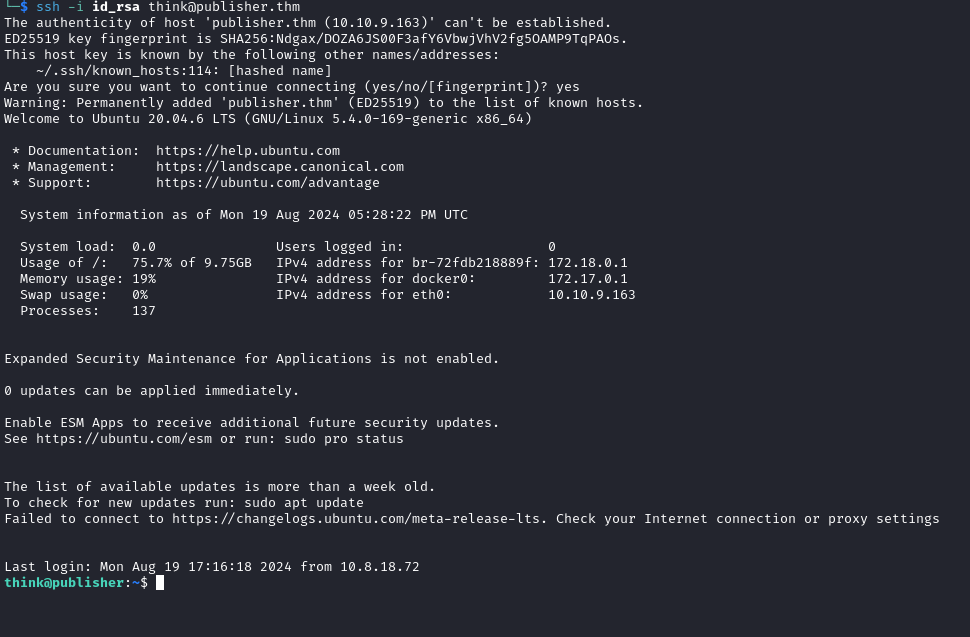 └─$ ssh -i id_rsa think@publisher.thm
The authenticity of host 'publisher.thm (10.10.9.163)' can't be established.
ED25519 key fingerprint is SHA256:Ndgax/DOZA6JS00F3afY6VbwjVhV2fg5OAMP9TqPAOs.
This host key is known by the following other names/addresses:
    ~/.ssh/known_hosts:114: [hashed name]
Are you sure you want to continue connecting (yes/no/[fingerprint])? yes
Warning: Permanently added 'publisher.thm' (ED25519) to the list of known hosts.
Welcome to Ubuntu 20.04.6 LTS (GNU/Linux 5.4.0-169-generic x86_64)

 * Documentation:  https://help.ubuntu.com
 * Management:     https://landscape.canonical.com
 * Support:        https://ubuntu.com/advantage

  System information as of Mon 19 Aug 2024 05:28:22 PM UTC

  System load:  0.0               Users logged in:                  0
  Usage of /:   75.7% of 9.75GB   IPv4 address for br-72fdb218889f: 172.18.0.1
  Memory usage: 19%               IPv4 address for docker0:         172.17.0.1
  Swap usage:   0%                IPv4 address for eth0:            10.10.9.163
  Processes:    137


Expanded Security Maintenance for Applications is not enabled.

0 updates can be applied immediately.

Enable ESM Apps to receive additional future security updates.
See https://ubuntu.com/esm or run: sudo pro status


The list of available updates is more than a week old.
To check for new updates run: sudo apt update
Failed to connect to https://changelogs.ubuntu.com/meta-release-lts. Check your Internet connection or proxy settings


Last login: Mon Aug 19 17:16:18 2024 from 10.8.18.72
think@publisher:~$